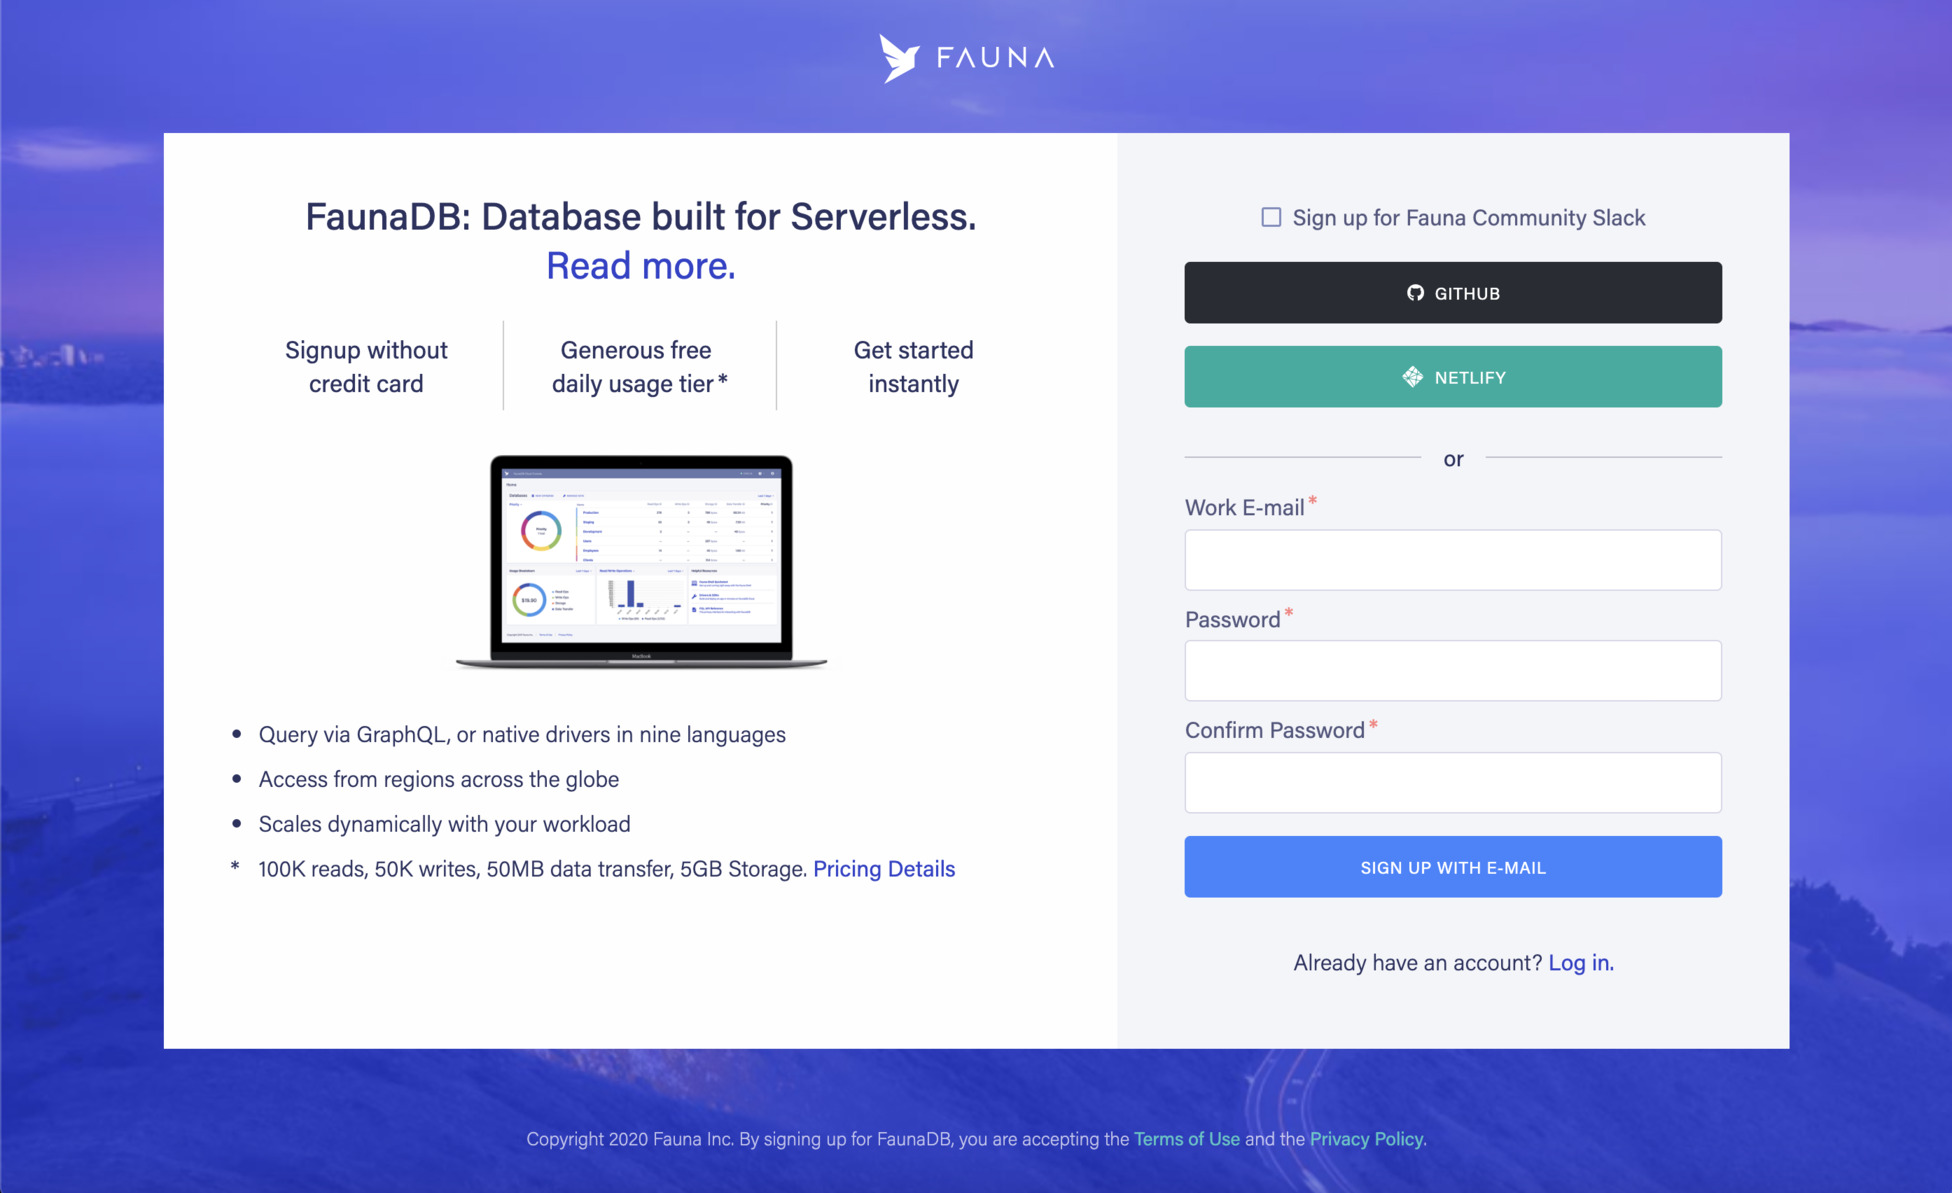 FAUNA
FaunaDB: Database built for Serverless.
Read more.
Signup without
credit card
Generous free
daily usage tier *
Get started
instantly
MacBook
• Query via GraphQL, or native drivers in nine languages
• Access from regions across the globe
• Scales dynamically with your workload
* 100K reads, 50K writes, 50MB data transfer, 5GB Storage. Pricing Details
Sign up for Fauna Community Slack
GITHUB
NETLIFY
or
Work E-mail *
Password *
Confirm Password *
SIGN UP WITH E-MAIL
Already have an account? Log in.
Copyright 2020 Fauna Inc. By signing up for FaunaDB, you are accepting the Terms of Use and the Privacy Policy.